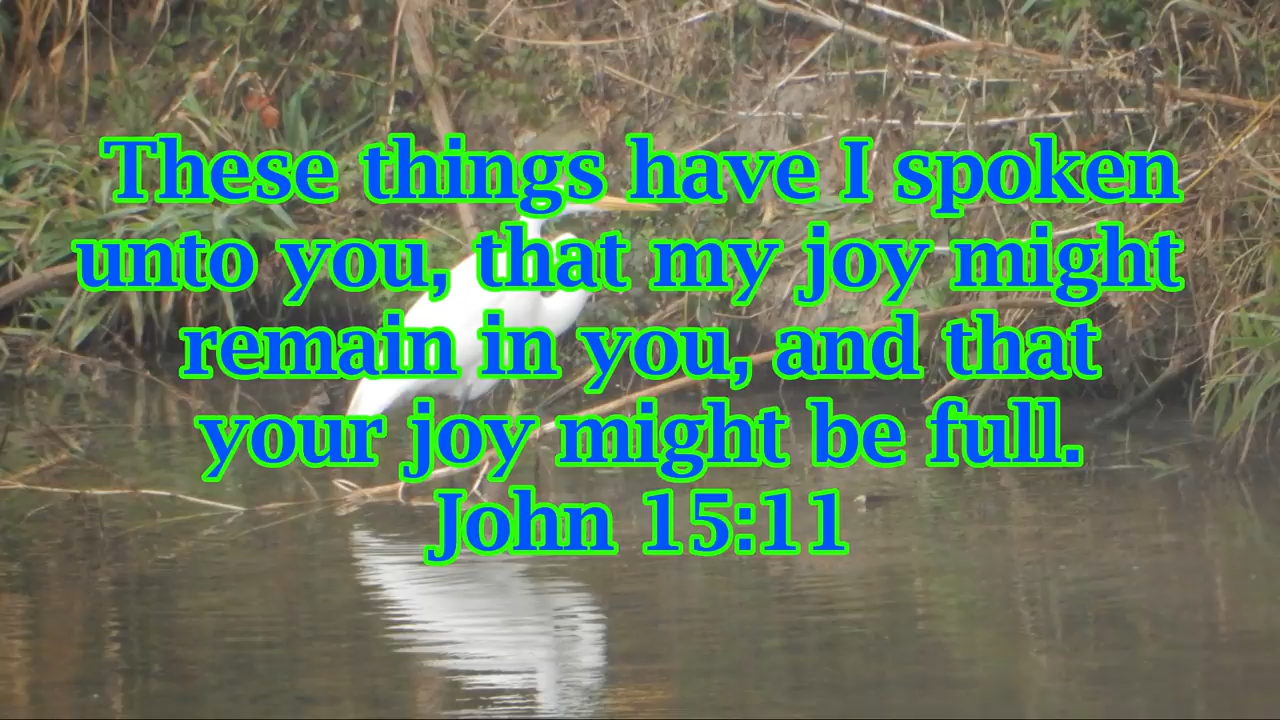 These things have I spoken
unto you, that my joy might
remain in you, and that
your joy might be full.
John 15:11